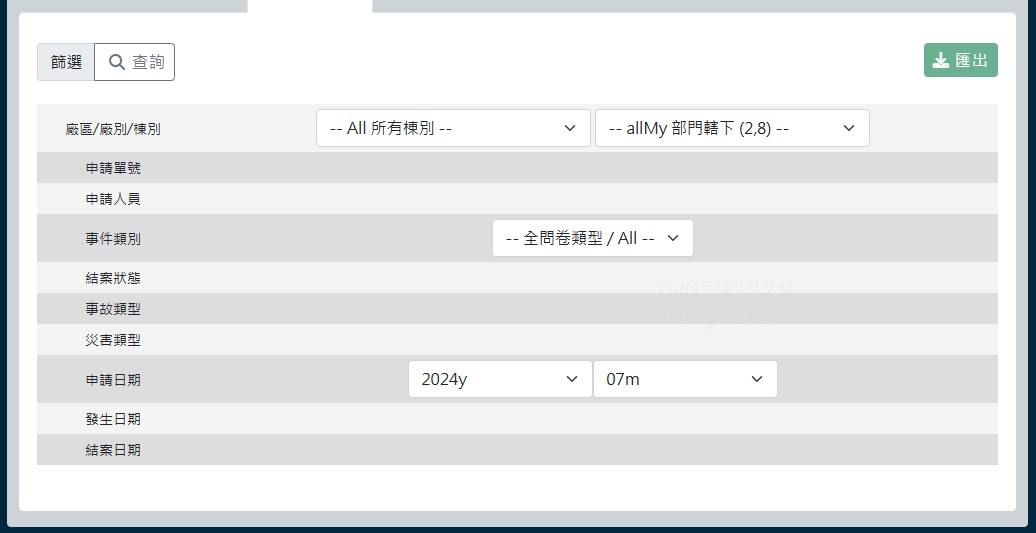 篩選 查詢 匯出
廠區/廠別/棟別 -- All 所有棟別 -- -- allMy 部門轄下 (2,8) --
申請單號
申請人員
事件類別 -- 全問卷類型 / All --
結案狀態
事故類型
災害類型
申請日期 2024y 07m
發生日期
結案日期